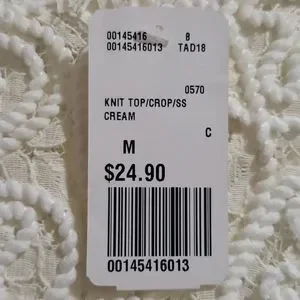 00145416 8
00145416013 TAD18
0570
KNIT TOP/CROP/SS
CREAM
C
M
$24.90
00145416013